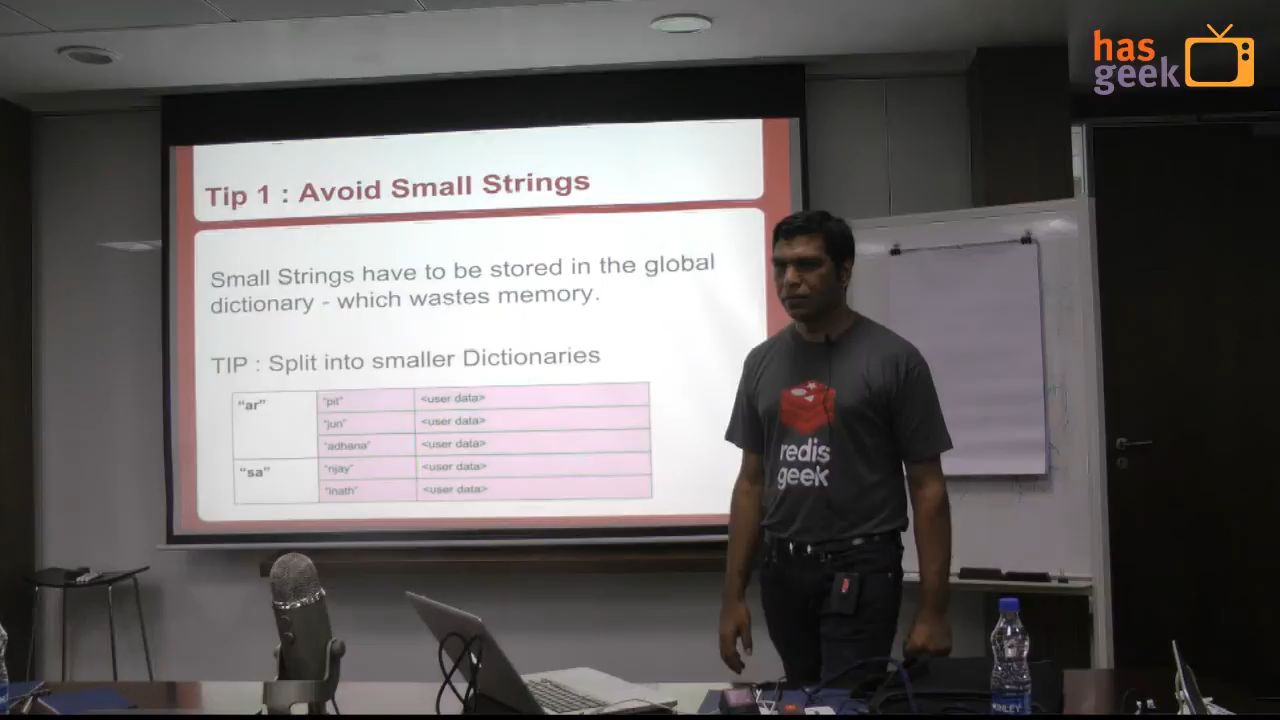 has
geek
Tip 1 : Avoid Small Strings
Small Strings have to be stored in the global
dictionary - which wastes memory.
TIP : Split into smaller Dictionaries
"ar" "pit" <user data>
"jun" <user data>
"adhana" <user data>
"sa" "njay" <user data>
"inath" <user data>
redis
geek